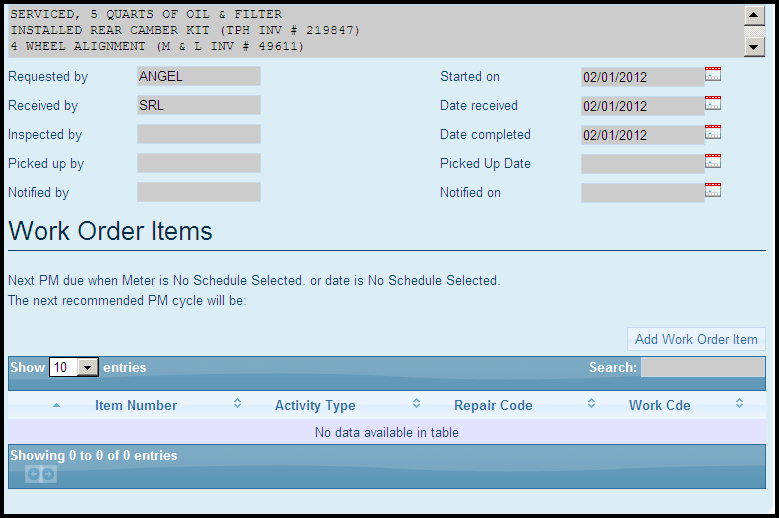 SERVICED, 5 QUARTS OF OIL & FILTER
INSTALLED REAR CAMBER KIT (TPH INV # 219847)
4 WHEEL ALIGNMENT (M & L INV # 49611)
Requested by ANGEL Started on 02/01/2012
Received by SRL Date received 02/01/2012
Inspected by Date completed 02/01/2012
Picked up by Picked Up Date
Notified by Notified on
Work Order Items
Next PM due when Meter is No Schedule Selected. or date is No Schedule Selected.
The next recommended PM cycle will be:
Add Work Order Item
Show 10 entries Search:
Item Number Activity Type Repair Code Work Cde
No data available in table
Showing 0 to 0 of 0 entries